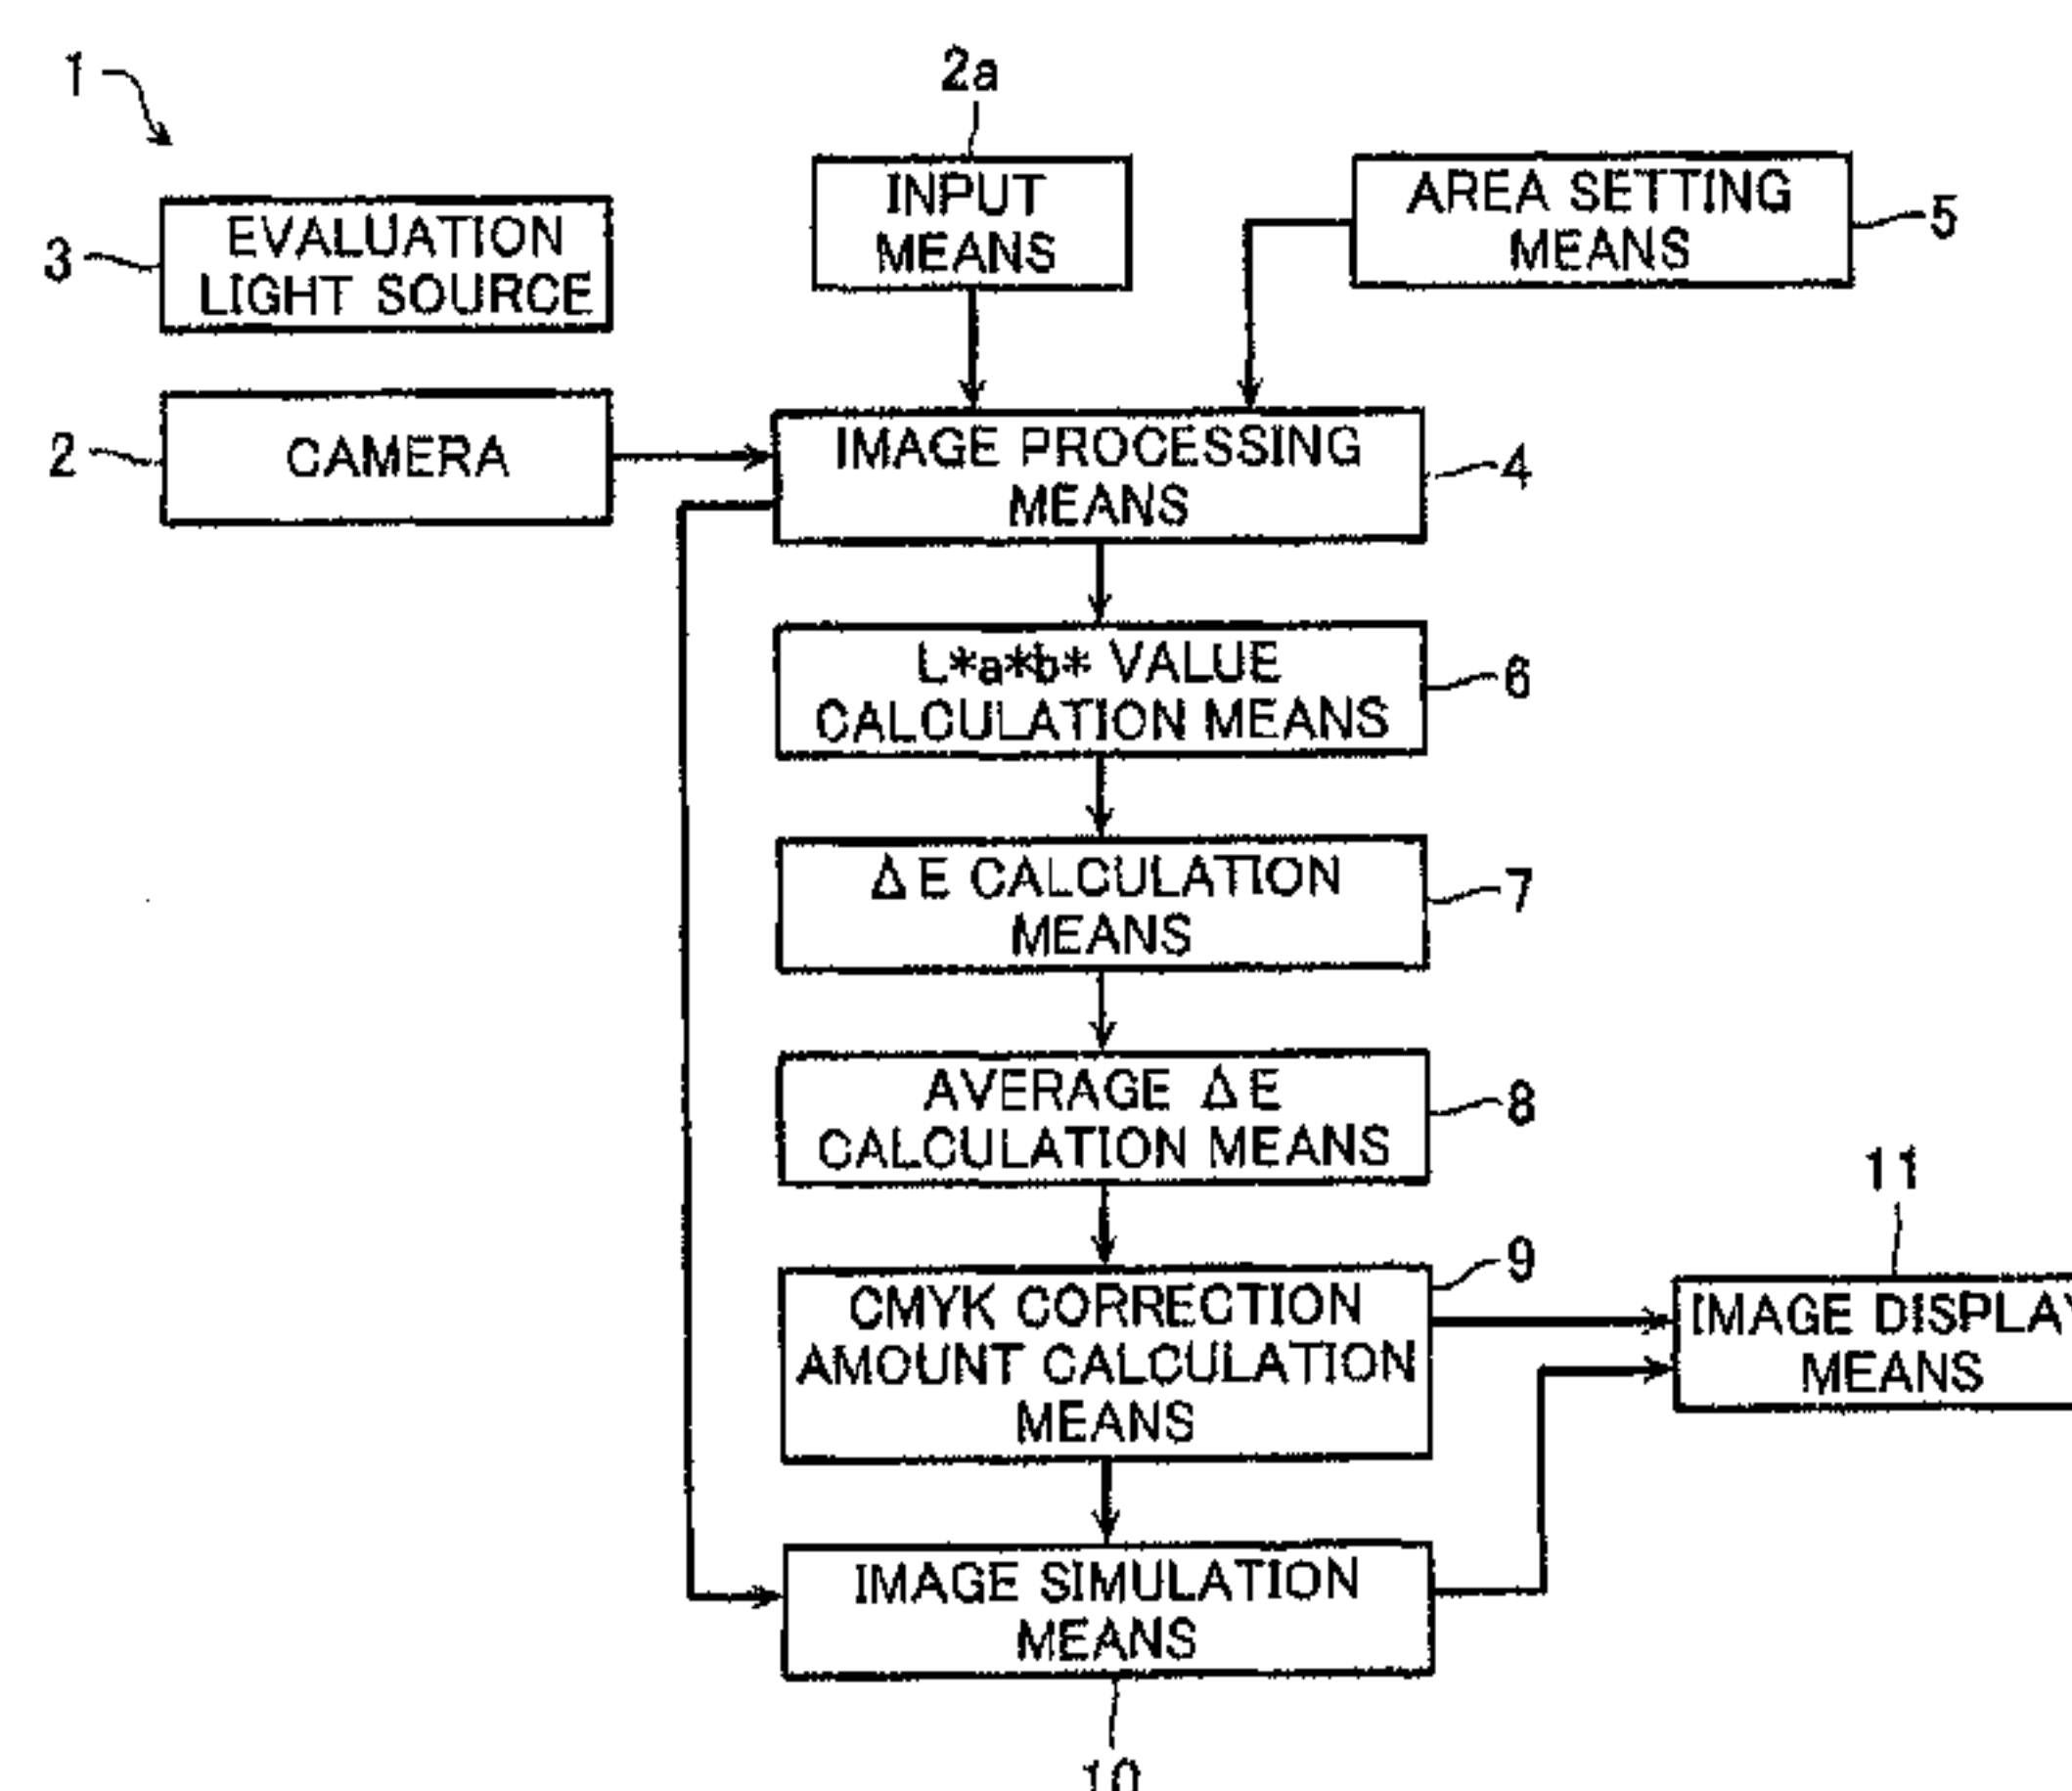 1
2a
INPUT
MEANS
AREA SETTING
MEANS
5
3
EVALUATION
LIGHT SOURCE
2
CAMERA
IMAGE PROCESSING
MEANS
4
L*a*b* VALUE
CALCULATION MEANS
6
ΔE CALCULATION
MEANS
7
AVERAGE ΔE
CALCULATION MEANS
8
CMYK CORRECTION
AMOUNT CALCULATION
MEANS
9
11
IMAGE DISPLAY
MEANS
IMAGE SIMULATION
MEANS
10